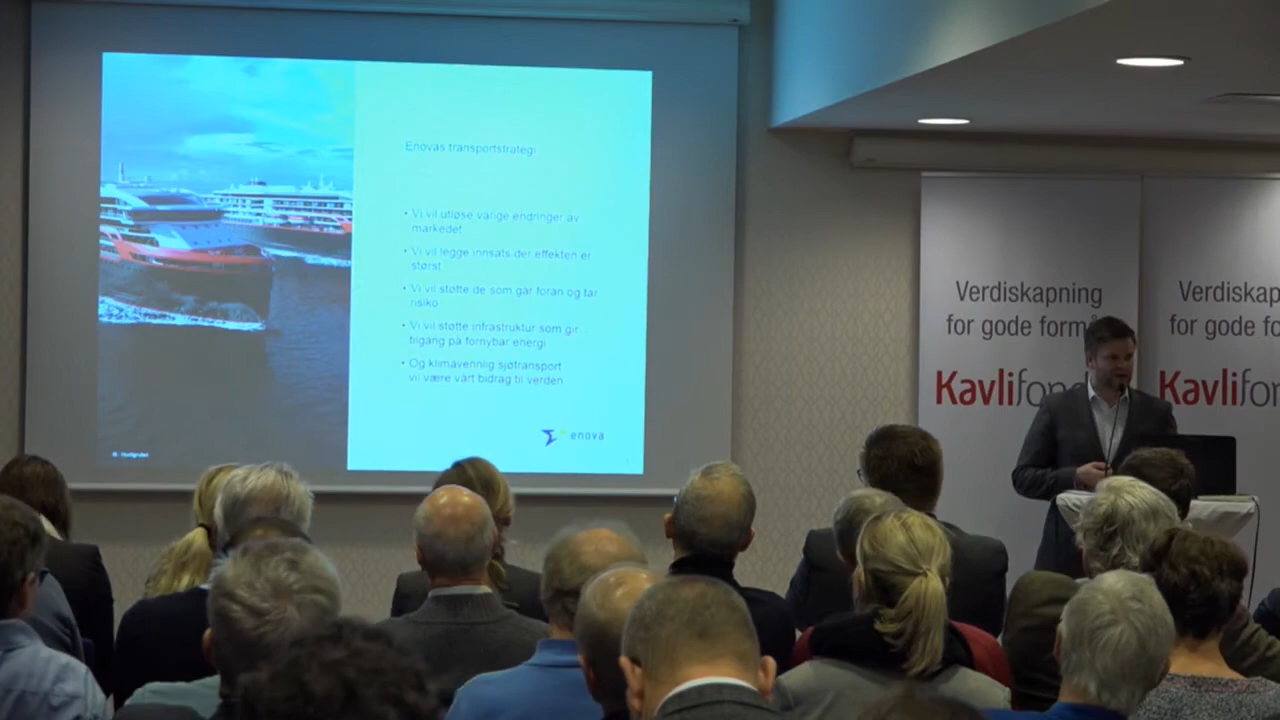 Enovas transportstrategi
• Vi vil utløse varige endringer av
markedet
• Vi vil legge innsats der effekten er
størst
• Vi vil støtte de som går foran og tar
risiko
• Vi vil støtte infrastruktur som gir
tilgang på fornybar energi
• Og klimavennlig sjøtransport
vil være vårt bidrag til verden
enova
Verdiskapning
for gode formå
Kavlifon
Verdiskap
for gode fo
Kavlifor